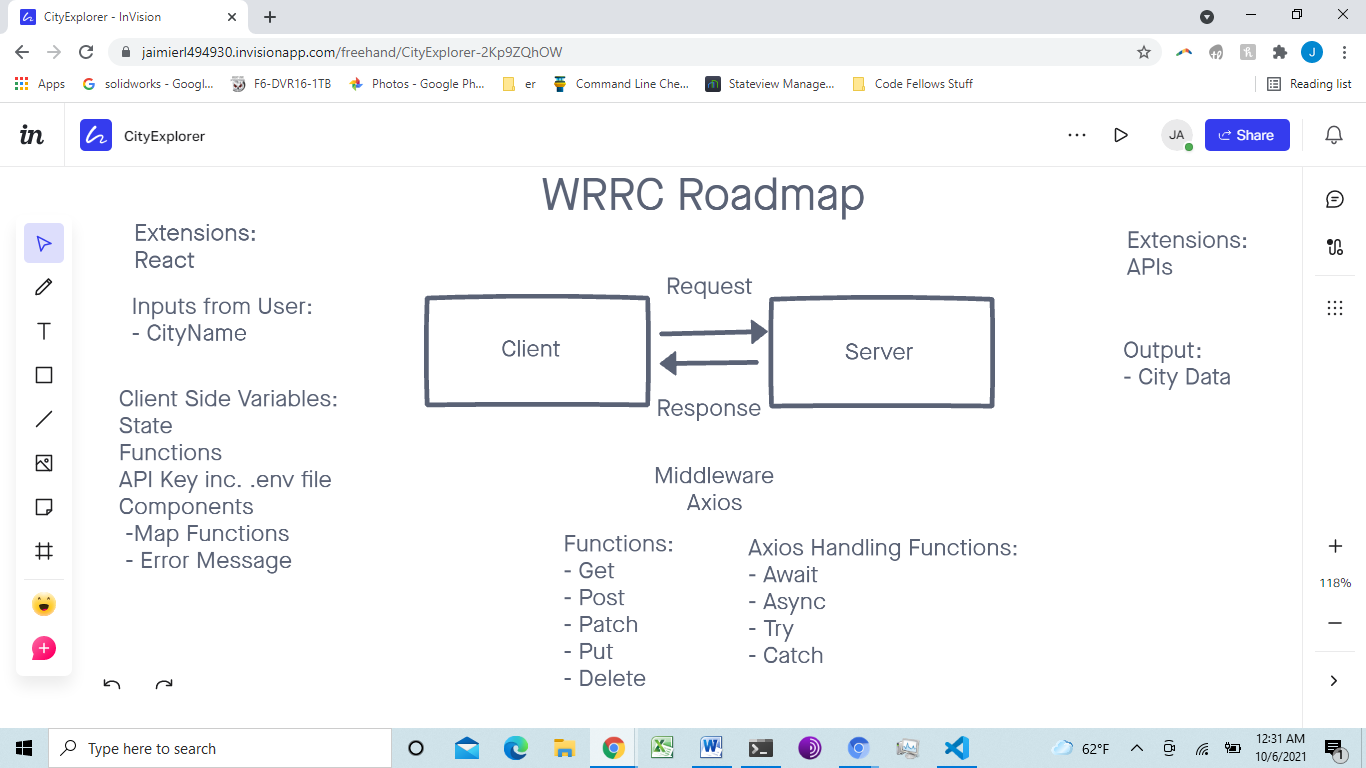 CityExplorer - InVision
jaimierl494930.invisionapp.com/freehand/CityExplorer-2Kp9ZQhOW
J
Apps
solidworks - Googl...
F6-DVR16-1TB
Photos - Google Ph...
er
Command Line Che...
Stateview Manage...
Code Fellows Stuff
Reading list
in
CityExplorer
JA
Share
WRRC Roadmap
Extensions:
React
Inputs from User:
- CityName
Client Side Variables:
State
Functions
API Key inc. .env file
Components
-Map Functions
- Error Message
Client
Request
Response
Server
Extensions:
APIs
Output:
- City Data
Middleware
Axios
Functions:
- Get
- Post
- Patch
- Put
- Delete
Axios Handling Functions:
- Await
- Async
- Try
- Catch
118%
Type here to search
62°F
12:31 AM
10/6/2021
1